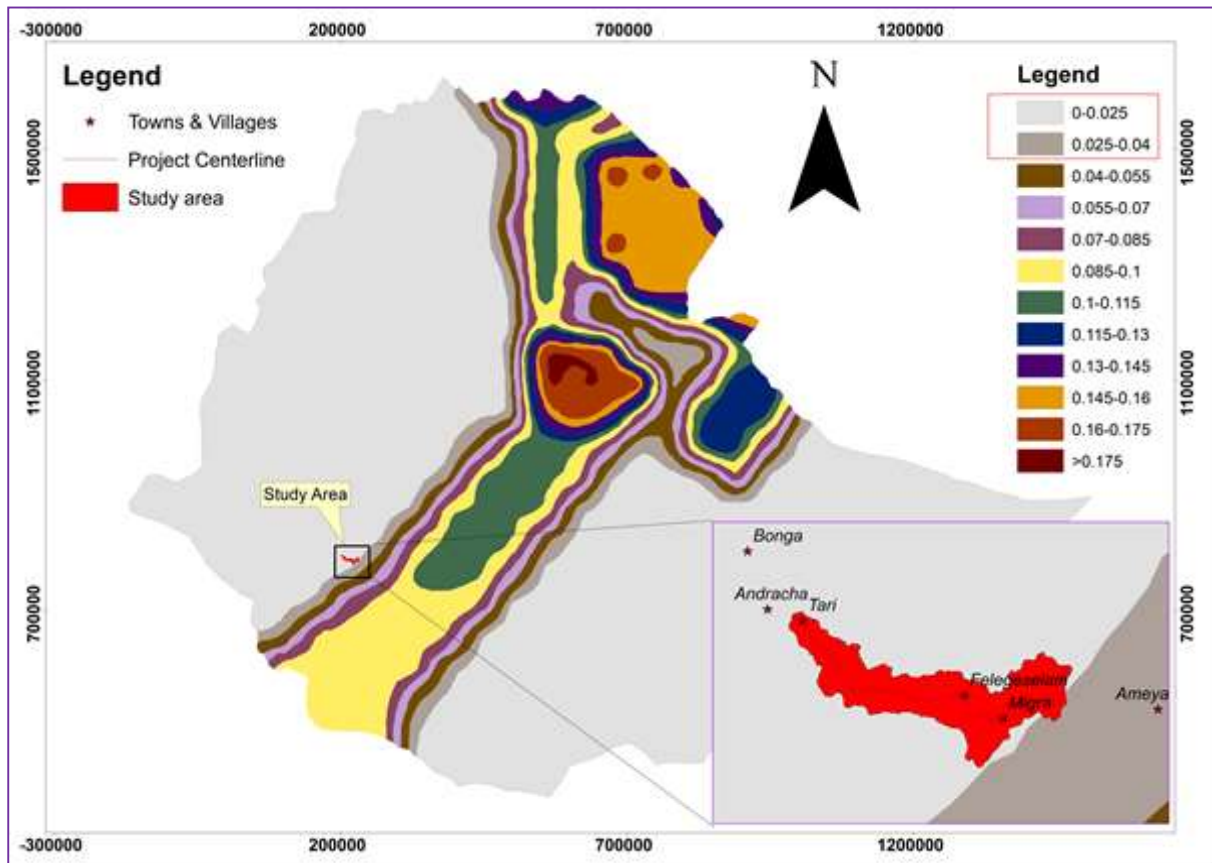 -300000 200000 700000 1200000
Legend
Towns & Villages
Project Centerline
Study area
N
Legend
0-0.025
0.025-0.04
0.04-0.055
0.055-0.07
0.07-0.085
0.085-0.1
0.1-0.115
0.115-0.13
0.13-0.145
0.145-0.16
0.16-0.175
>0.175
1500000
1500000
1100000
1100000
Study Area
700000
700000
Bonga
Andracha
Tari
Felegeselam
Migra
Ameya
-300000 200000 700000 1200000